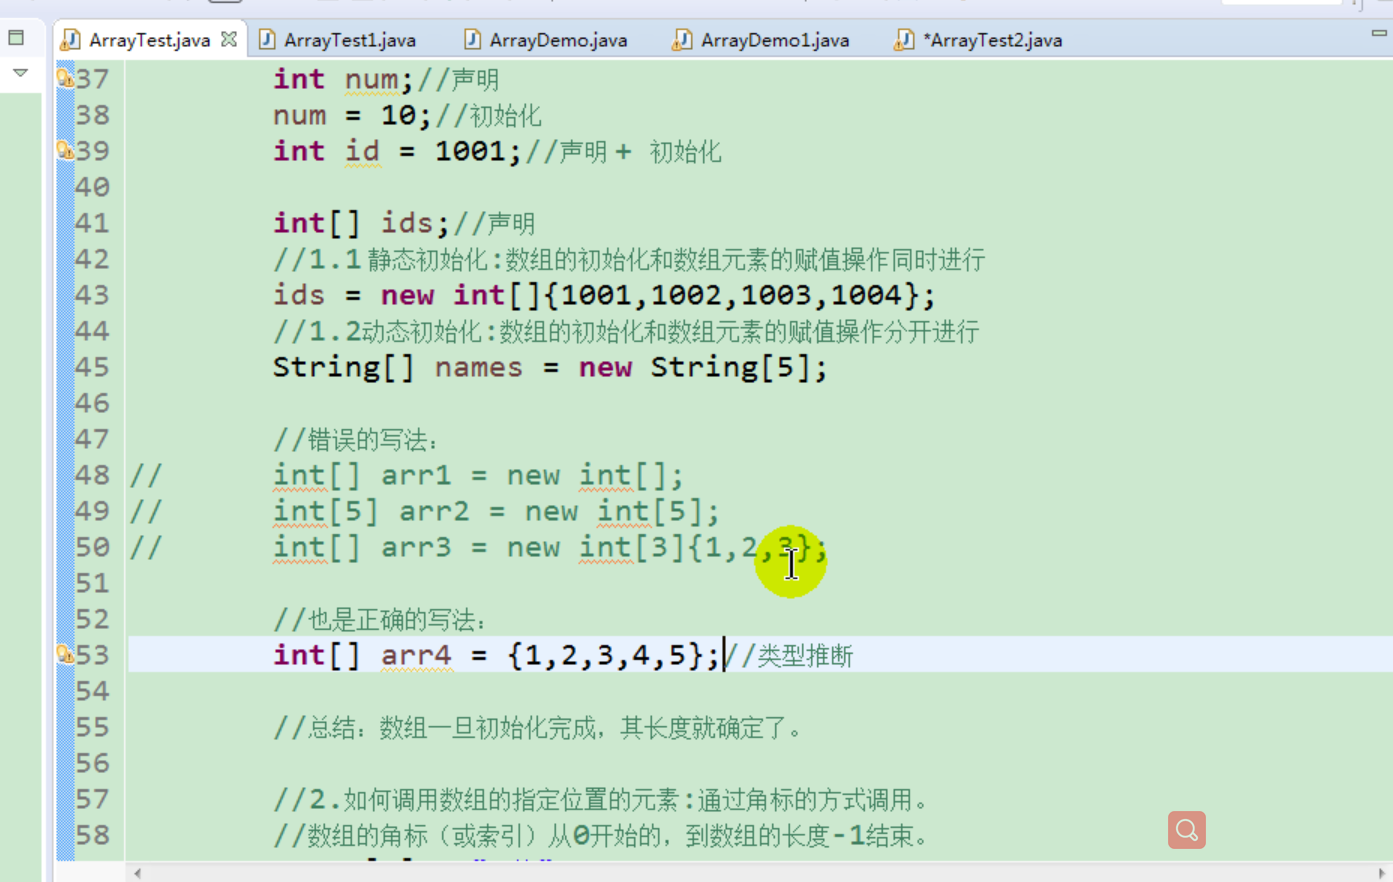 ArrayTest.java ArrayTest1.java ArrayDemo.java ArrayDemo1.java *ArrayTest2.java
37 int num;//声明
38 num = 10;//初始化
39 int id = 1001;//声明 + 初始化
40
41 int[] ids;//声明
42 //1.1静态初始化:数组的初始化和数组元素的赋值操作同时进行
43 ids = new int[]{1001,1002,1003,1004};
44 //1.2动态初始化:数组的初始化和数组元素的赋值操作分开进行
45 String[] names = new String[5];
46
47 //错误的写法：
48 // int[] arr1 = new int[];
49 // int[5] arr2 = new int[5];
50 // int[] arr3 = new int[3]{1,2,3};
51
52 //也是正确的写法：
53 int[] arr4 = {1,2,3,4,5};//类型推断
54
55 //总结：数组一旦初始化完成，其长度就确定了。
56
57 //2.如何调用数组的指定位置的元素:通过角标的方式调用。
58 //数组的角标（或索引）从0开始的，到数组的长度-1结束。